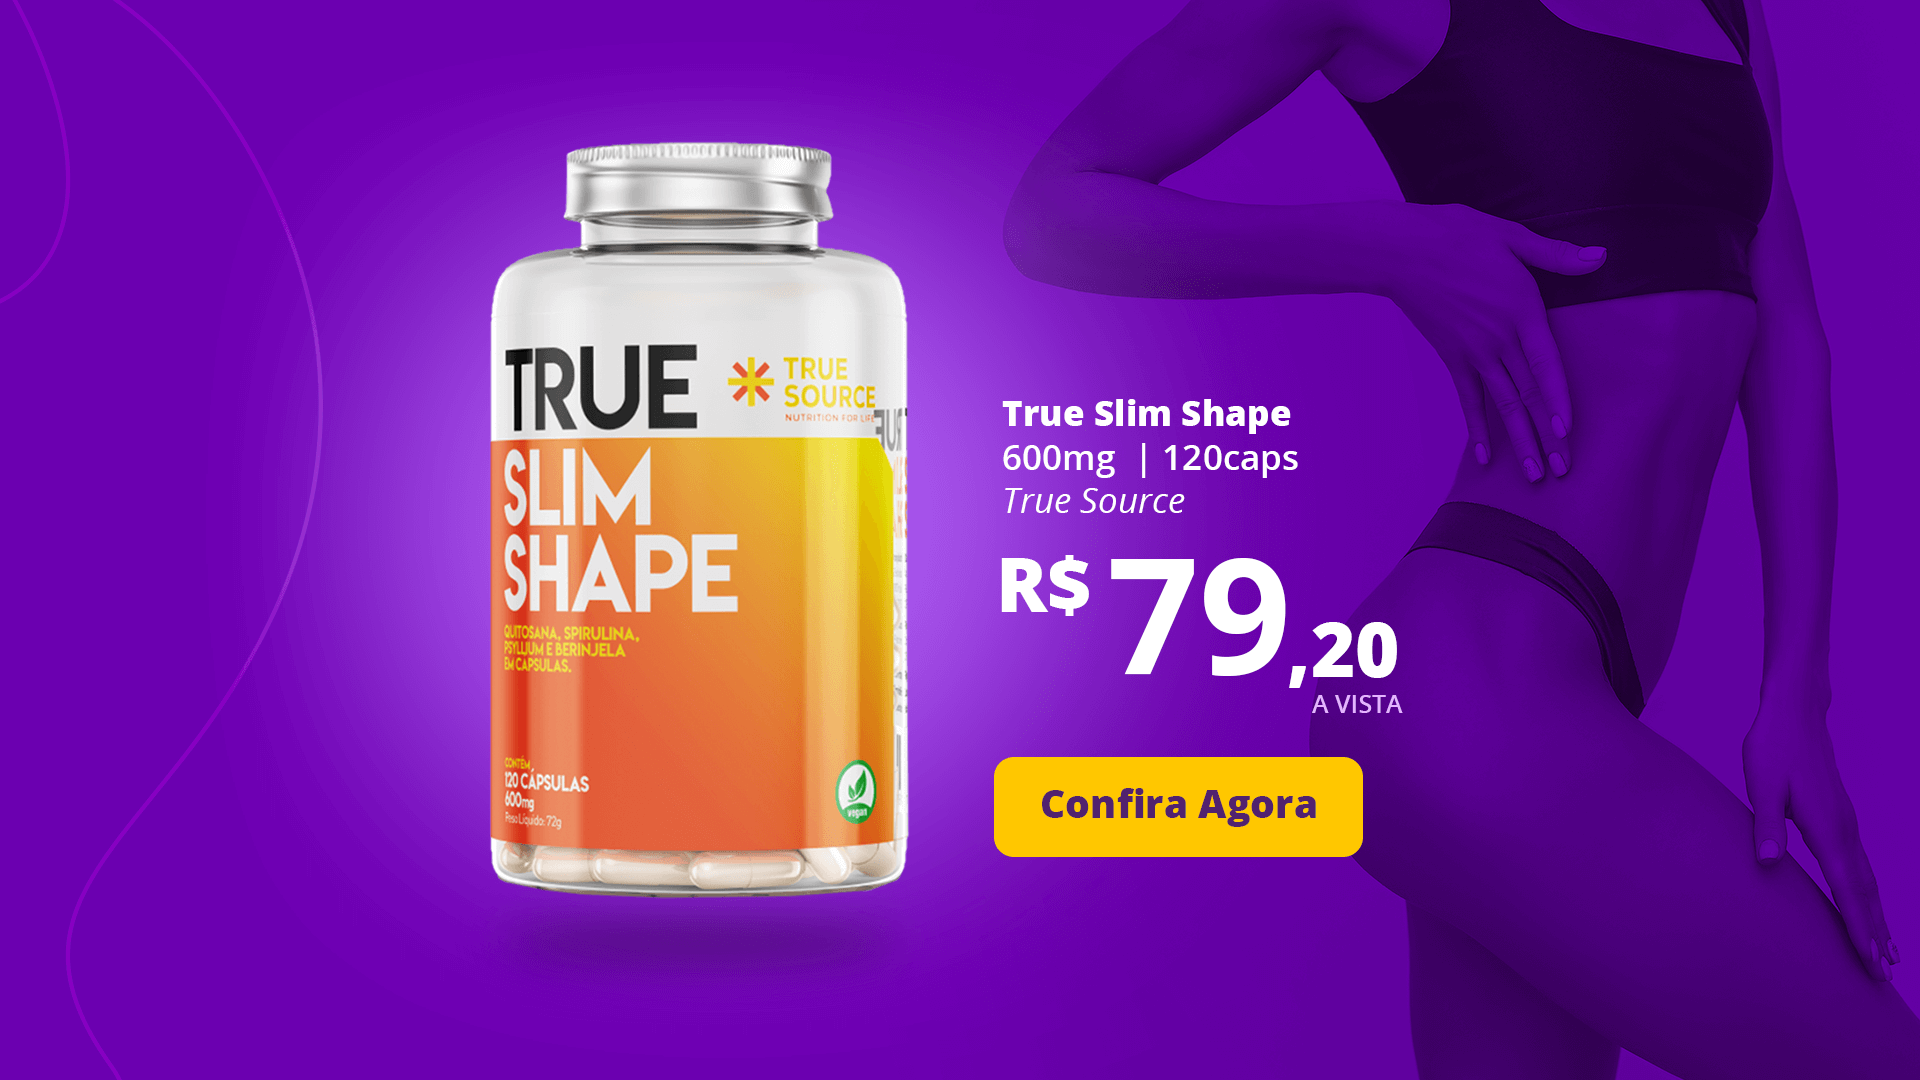 TRUE
TRUE
SOURCE
NUTRITION FOR LIFE
SLIM
SHAPE
QUITOSANA, SPIRULINA,
PSYLLIUM E BERINJELA
EM CÁPSULAS.
CONTÉM
120 CÁPSULAS
600mg
Peso Líquido: 72g
vegan
True Slim Shape
600mg | 120caps
True Source
R$ 79,20
A VISTA
Confira Agora